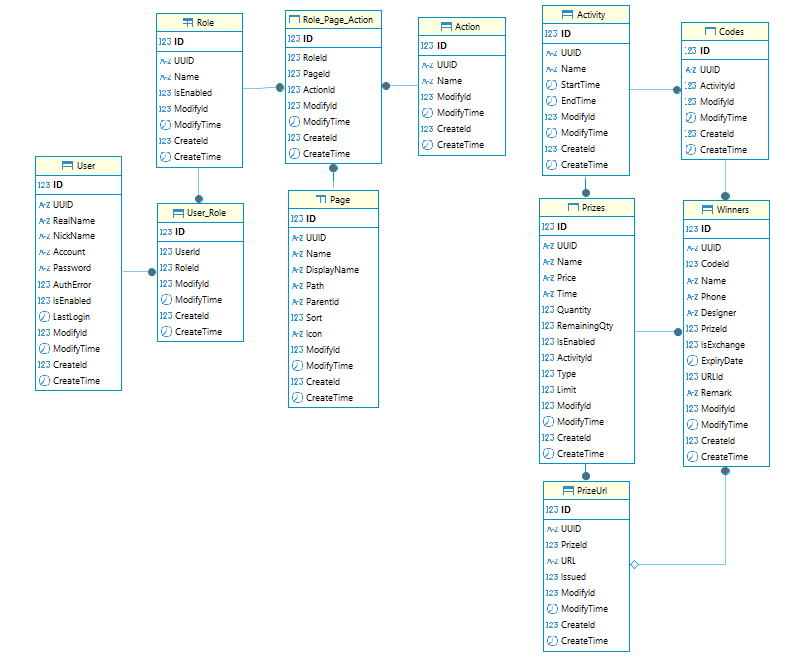 Role
123 ID
A-Z UUID
A-Z Name
123 IsEnabled
123 ModifyId
ModifyTime
123 CreateId
CreateTime
Role_Page_Action
123 ID
123 RoleId
123 PageId
123 ActionId
123 ModifyId
ModifyTime
123 CreateId
CreateTime
Action
123 ID
A-Z UUID
A-Z Name
123 ModifyId
ModifyTime
123 CreateId
CreateTime
Activity
123 ID
A-Z UUID
A-Z Name
StartTime
EndTime
123 ModifyId
ModifyTime
123 CreateId
CreateTime
Codes
123 ID
A-Z UUID
123 ActivityId
123 ModifyId
ModifyTime
123 CreateId
CreateTime
User
123 ID
A-Z UUID
A-Z RealName
A-Z NickName
A-Z Account
A-Z Password
123 AuthError
123 IsEnabled
LastLogin
123 ModifyId
ModifyTime
123 CreateId
CreateTime
User_Role
123 ID
123 UserId
123 RoleId
123 ModifyId
ModifyTime
123 CreateId
CreateTime
Page
123 ID
A-Z UUID
A-Z Name
A-Z DisplayName
A-Z Path
A-Z ParentId
123 Sort
A-Z Icon
123 ModifyId
ModifyTime
123 CreateId
CreateTime
Prizes
123 ID
A-Z UUID
A-Z Name
A-Z Price
A-Z Time
123 Quantity
123 RemainingQty
123 IsEnabled
123 ActivityId
123 Type
123 Limit
123 ModifyId
ModifyTime
123 CreateId
CreateTime
Winners
123 ID
A-Z UUID
123 CodeId
A-Z Name
A-Z Phone
A-Z Designer
123 PrizeId
123 IsExchange
ExpiryDate
123 URLId
A-Z Remark
123 ModifyId
ModifyTime
123 CreateId
CreateTime
PrizeUrl
123 ID
A-Z UUID
123 PrizeId
A-Z URL
123 Issued
123 ModifyId
ModifyTime
123 CreateId
CreateTime